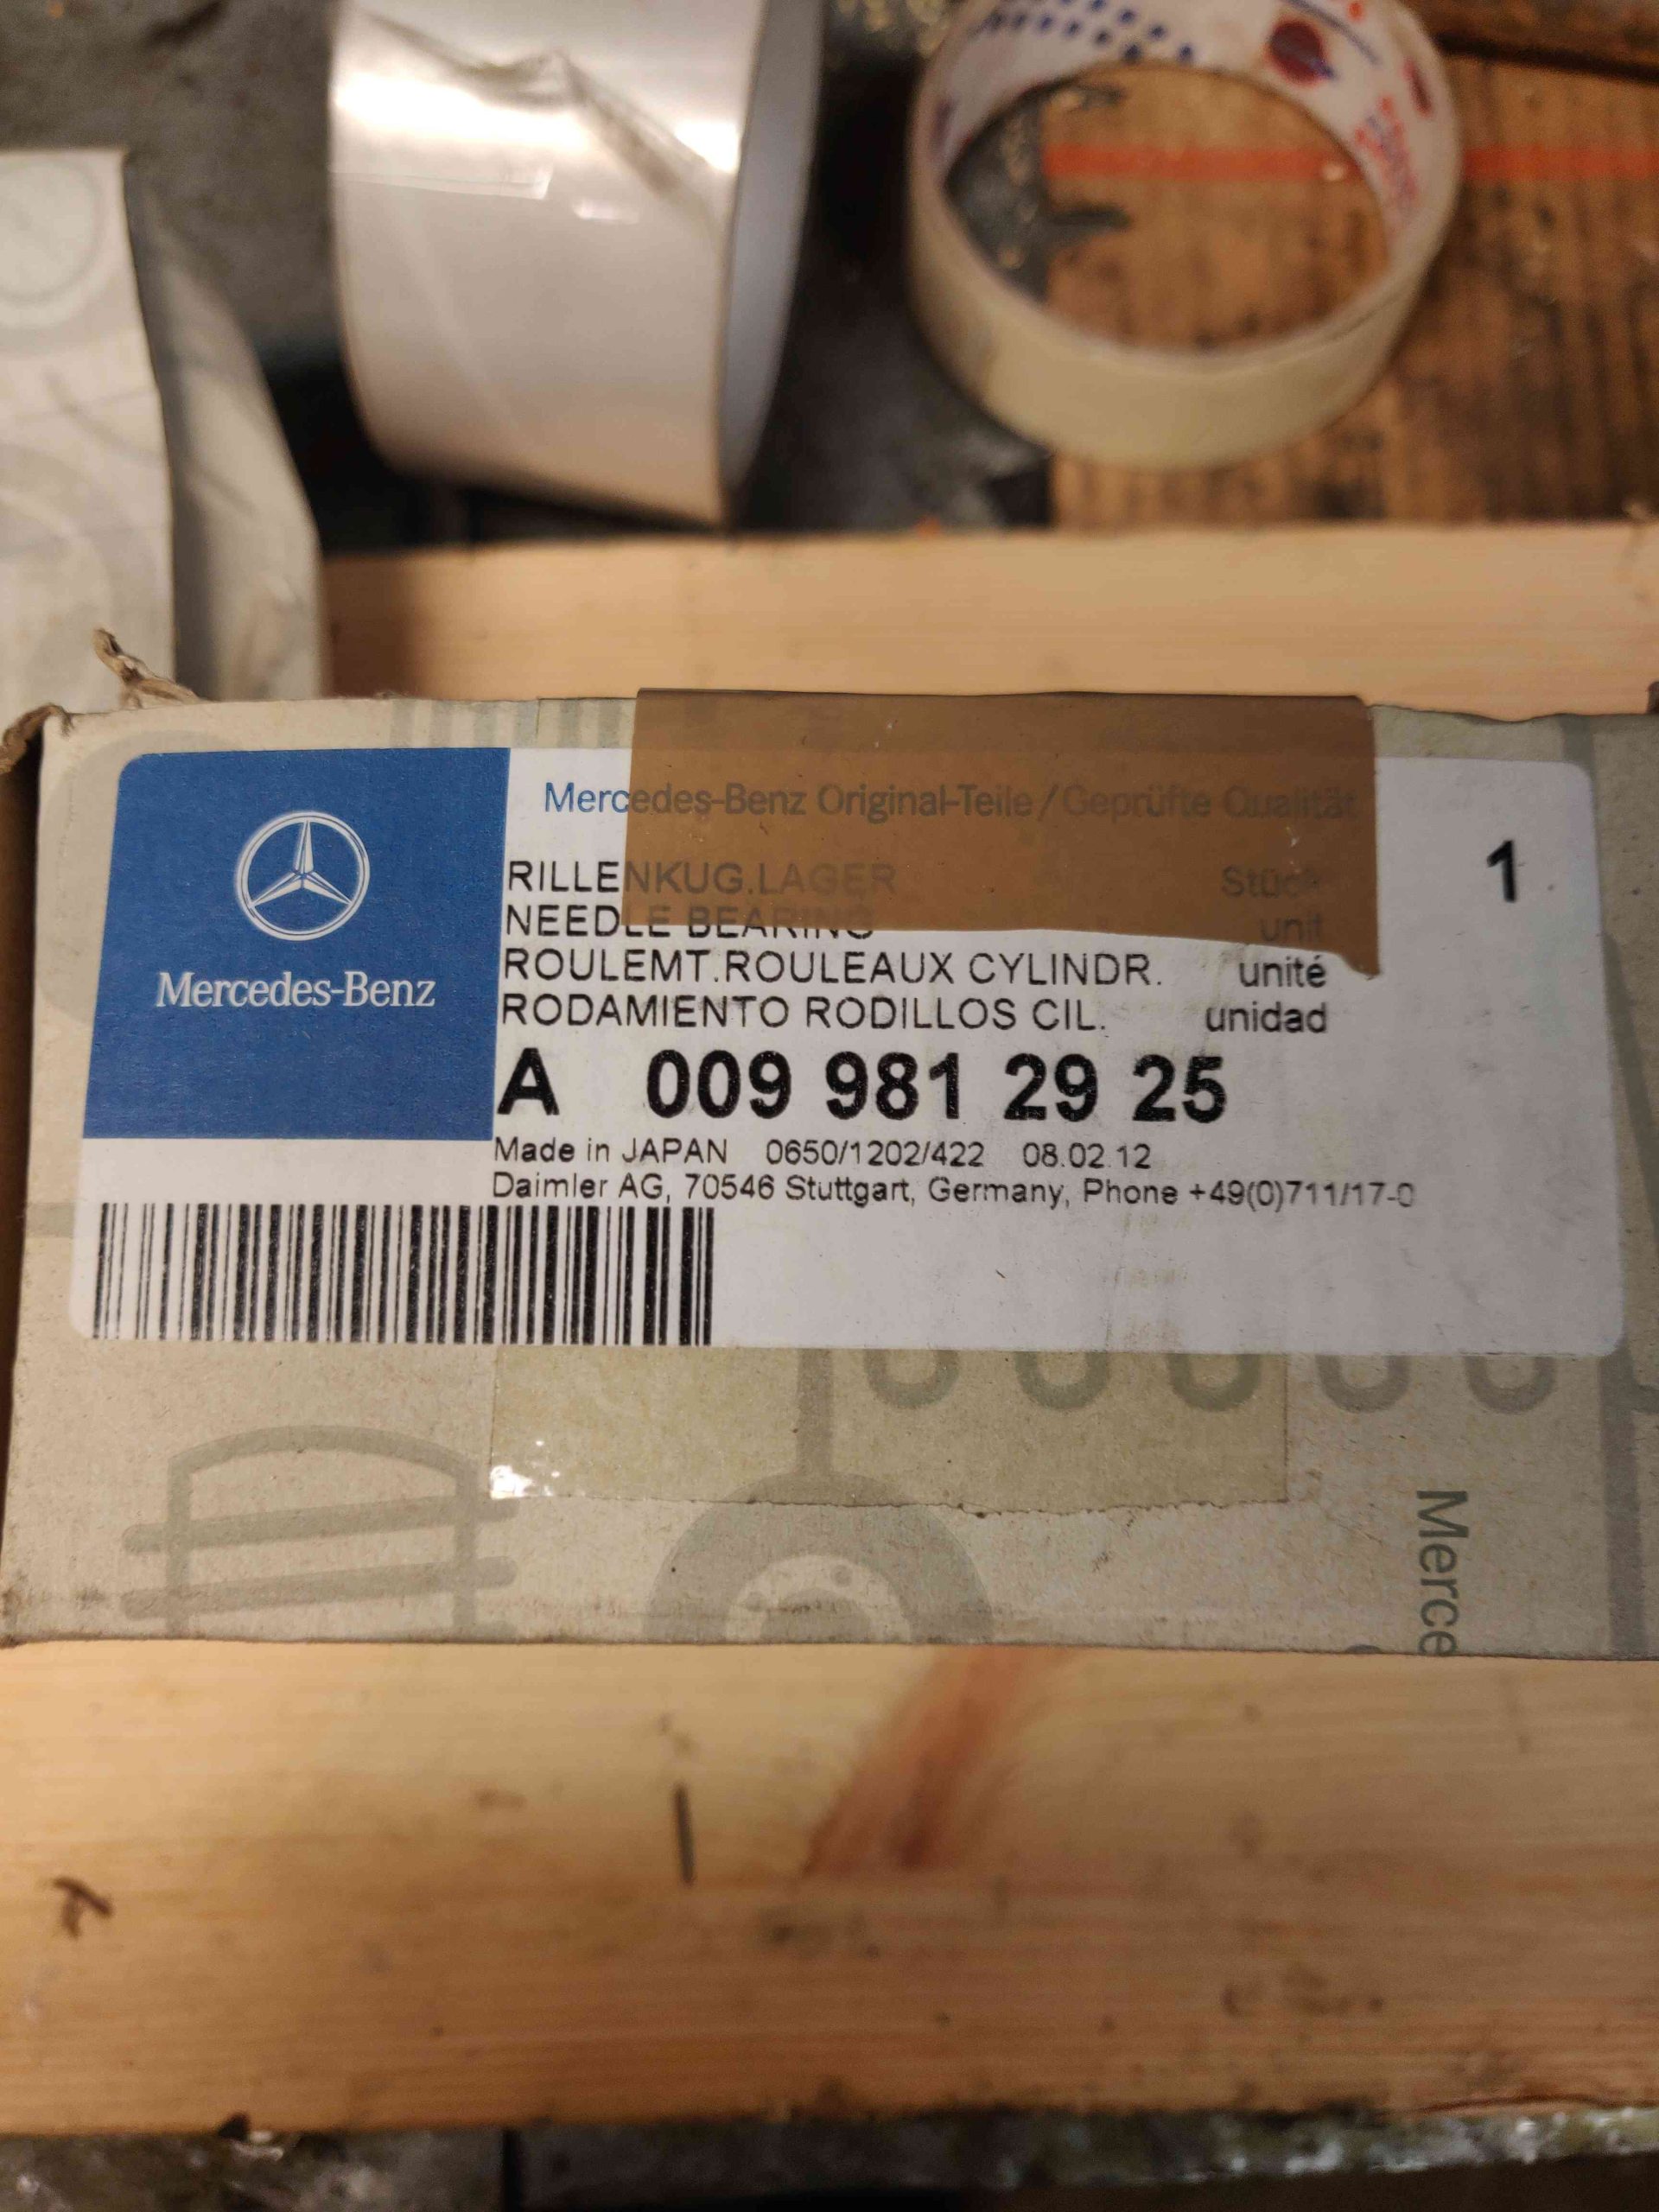 Mercedes-Benz Original-Teile/Geprüfte Qualität
RILLENKUG.LAGER Stück 1
NEEDLE BEARING unit
ROULEMT.ROULEAUX CYLINDR. unité
RODAMIENTO RODILLOS CIL. unidad
Mercedes-Benz
A 009 981 29 25
Made in JAPAN 0650/1202/422 08.02.12
Daimler AG, 70546 Stuttgart, Germany, Phone +49(0)711/17-0
Merce